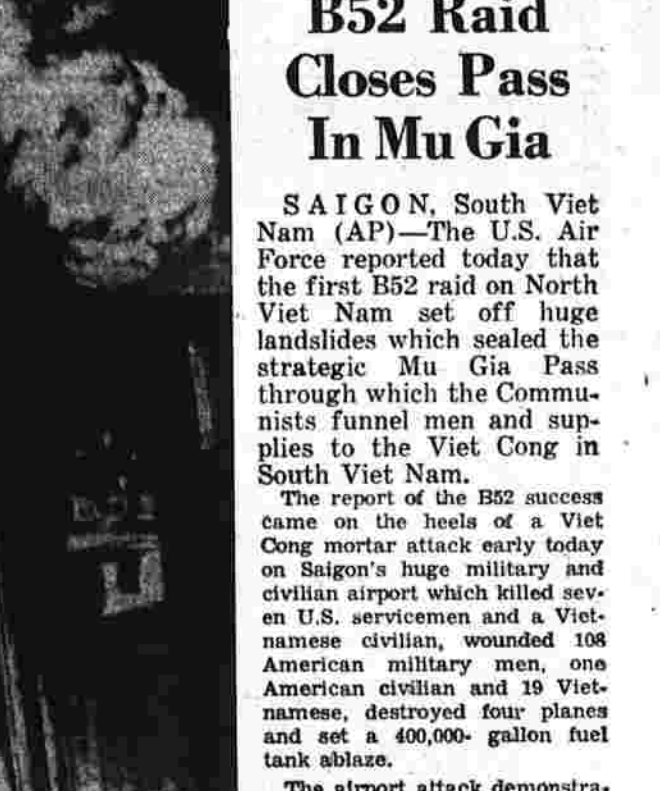 B52 Raid
Closes Pass
In Mu Gia
SAIGON, South Viet
Nam (AP)—The U.S. Air
Force reported today that
the first B52 raid on North
Viet Nam set off huge
landslides which sealed the
strategic Mu Gia Pass
through which the Commu-
nists funnel men and sup-
plies to the Viet Cong in
South Viet Nam.
The report of the B52 success
came on the heels of a Viet
Cong mortar attack early today
on Saigon's huge military and
civilian airport which killed sev-
en U.S. servicemen and a Viet-
namese civilian, wounded 108
American military men, one
American civilian and 19 Viet-
namese, destroyed four planes
and set a 400,000- gallon fuel
tank ablaze.
The airport attack demonstra-